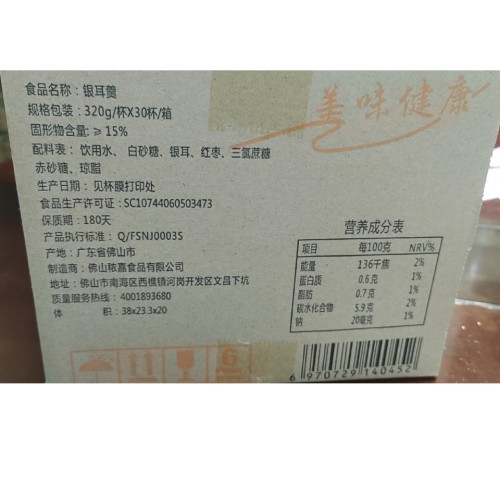 食品名称：银耳羹
规格包装：320g/杯X30杯/箱
固形物含量：≥15%
配料表：饮用水、白砂糖、银耳、红枣、三氯蔗糖
赤砂糖、琼脂
生产日期：见杯膜打印处
食品生产许可证：SC10744060503473
保质期：180天
产品执行标准：Q/FSNJ0003S
产地：广东省佛山市
制造商：佛山秾嘉食品有限公司
地址：佛山市南海区西樵镇河岗开发区文昌下坑
质量服务热线：4001893680
体 积：38x23.3x20
美味健康
营养成分表
项目 每100克 NRV%
能量 136千焦 2%
蛋白质 0.6克 1%
脂肪 0.7克 1%
碳水化合物 5.9克 2%
钠 20毫克 1%
6 970729 140452